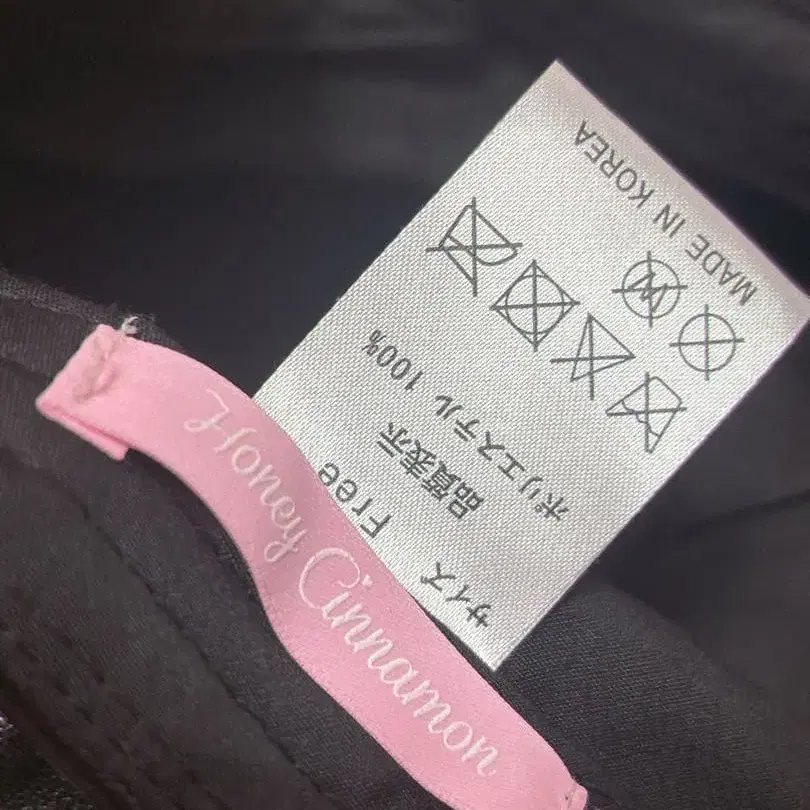 Honey Cinnamon
サイズ Free
品質表示
ポリエステル 100%
MADE IN KOREA